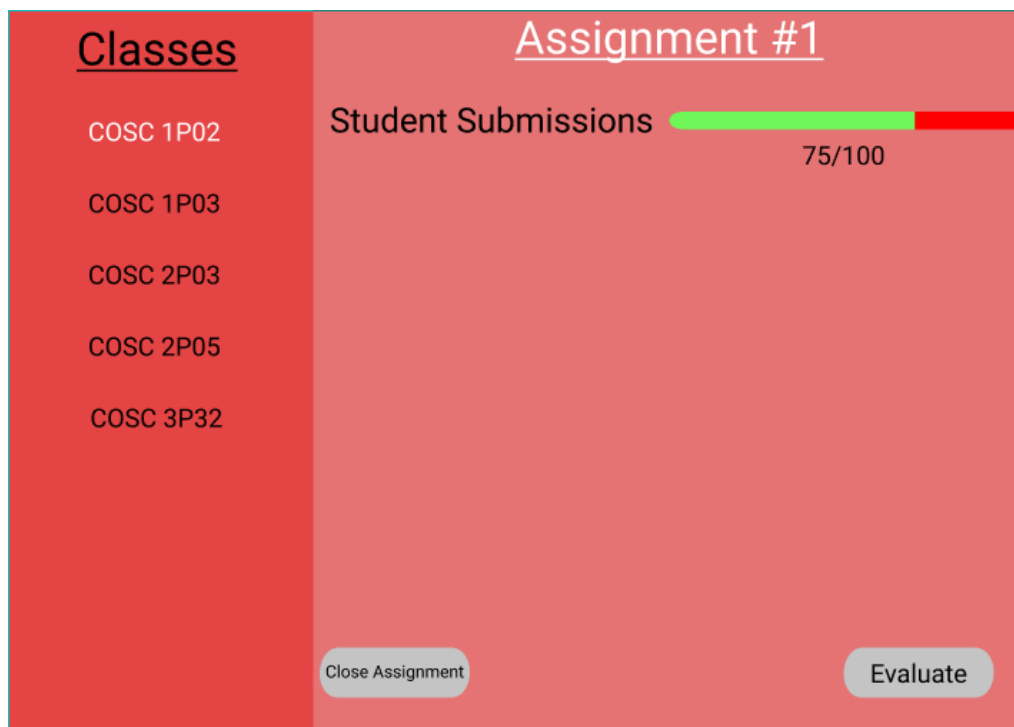 Classes
COSC 1P02
COSC 1P03
COSC 2P03
COSC 2P05
COSC 3P32
Assignment #1
Student Submissions
75/100
Close Assignment
Evaluate